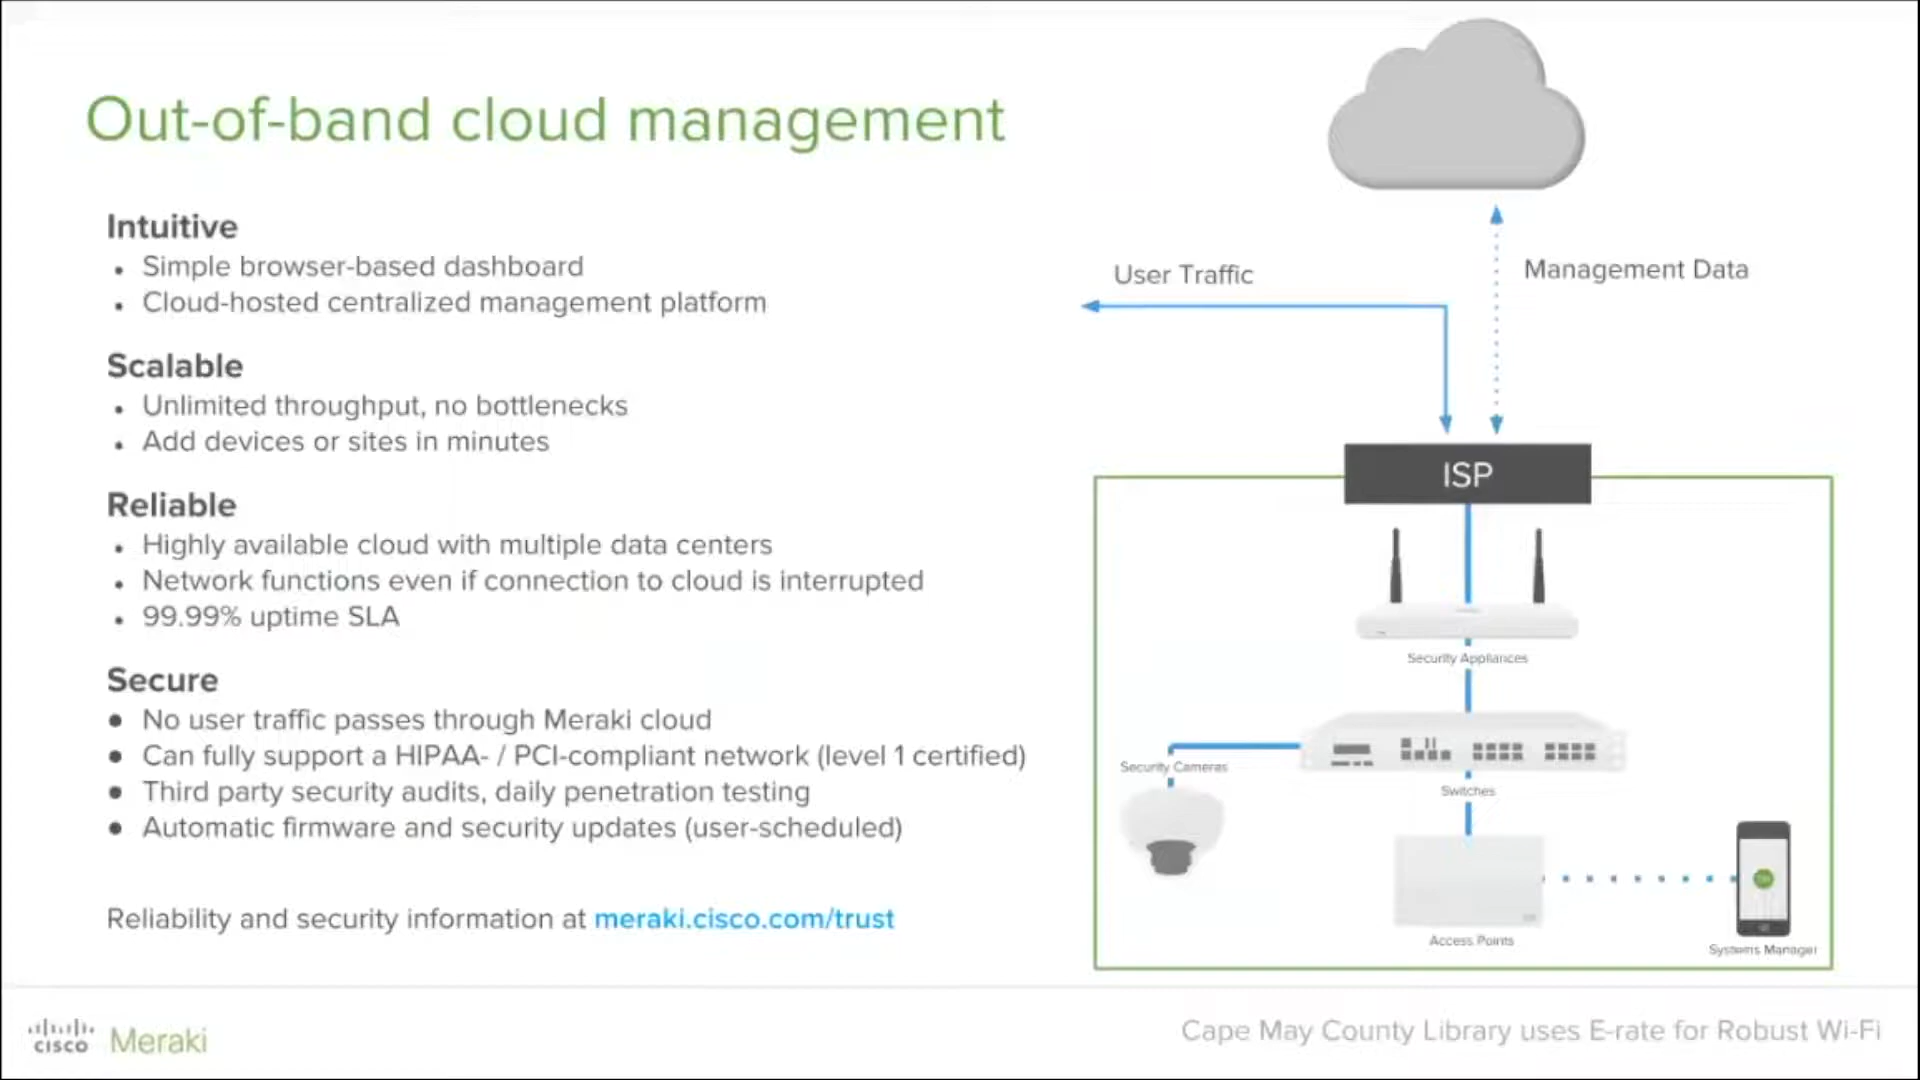 Out-of-band cloud management
Intuitive
• Simple browser-based dashboard
• Cloud-hosted centralized management platform
Scalable
• Unlimited throughput, no bottlenecks
• Add devices or sites in minutes
Reliable
• Highly available cloud with multiple data centers
• Network functions even if connection to cloud is interrupted
• 99.99% uptime SLA
Secure
• No user traffic passes through Meraki cloud
• Can fully support a HIPAA- / PCI-compliant network (level 1 certified)
• Third party security audits, daily penetration testing
• Automatic firmware and security updates (user-scheduled)
Reliability and security information at meraki.cisco.com/trust
User Traffic
Management Data
ISP
Security Appliances
Security Cameras
Switches
Access Points
Systems Manager
cisco Meraki
Cape May County Library uses E-rate for Robust Wi-Fi